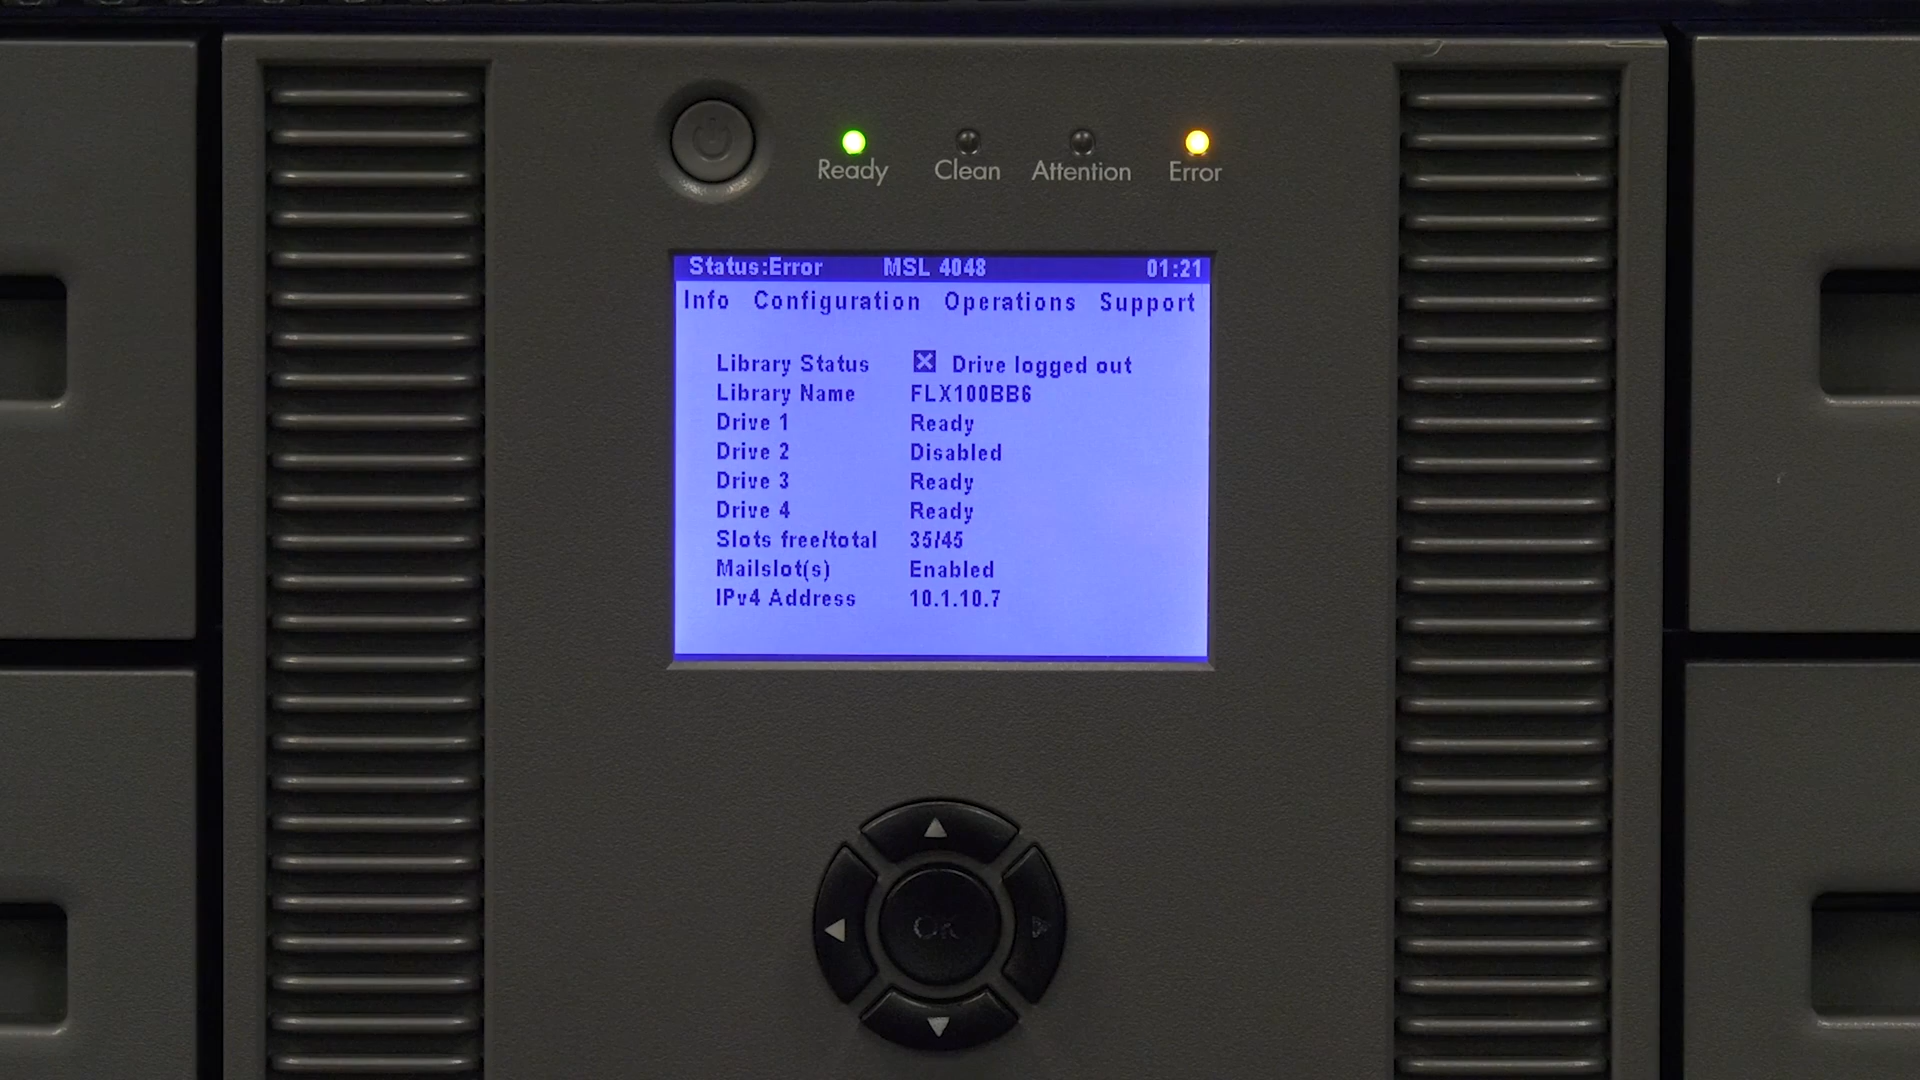 Ready Clean Attention Error
Status:Error MSL 4048 01:21
Info Configuration Operations Support
Library Status Drive logged out
Library Name FLX100BB6
Drive 1 Ready
Drive 2 Disabled
Drive 3 Ready
Drive 4 Ready
Slots free/total 35/45
Mailslot(s) Enabled
IPv4 Address 10.1.10.7
OK